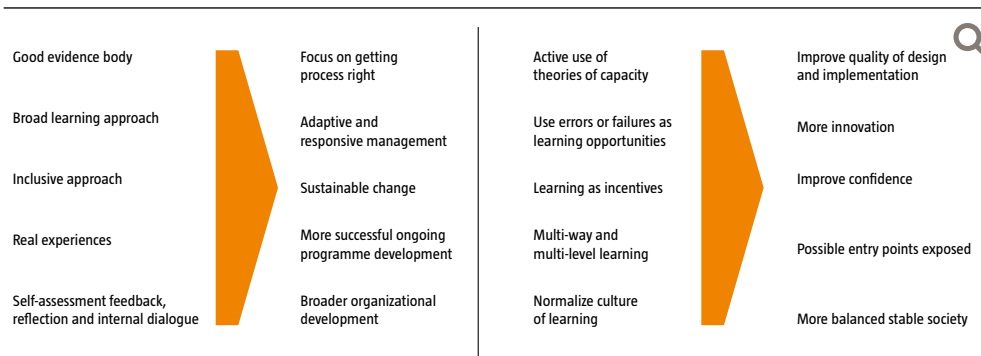 Good evidence body
Broad learning approach
Inclusive approach
Real experiences
Self-assessment feedback,
reflection and internal dialogue
Focus on getting
process right
Adaptive and
responsive management
Sustainable change
More successful ongoing
programme development
Broader organizational
development
Active use of
theories of capacity
Use errors or failures as
learning opportunities
Learning as incentives
Multi-way and
multi-level learning
Normalize culture
of learning
Improve quality of design
and implementation
More innovation
Improve confidence
Possible entry points exposed
More balanced stable society